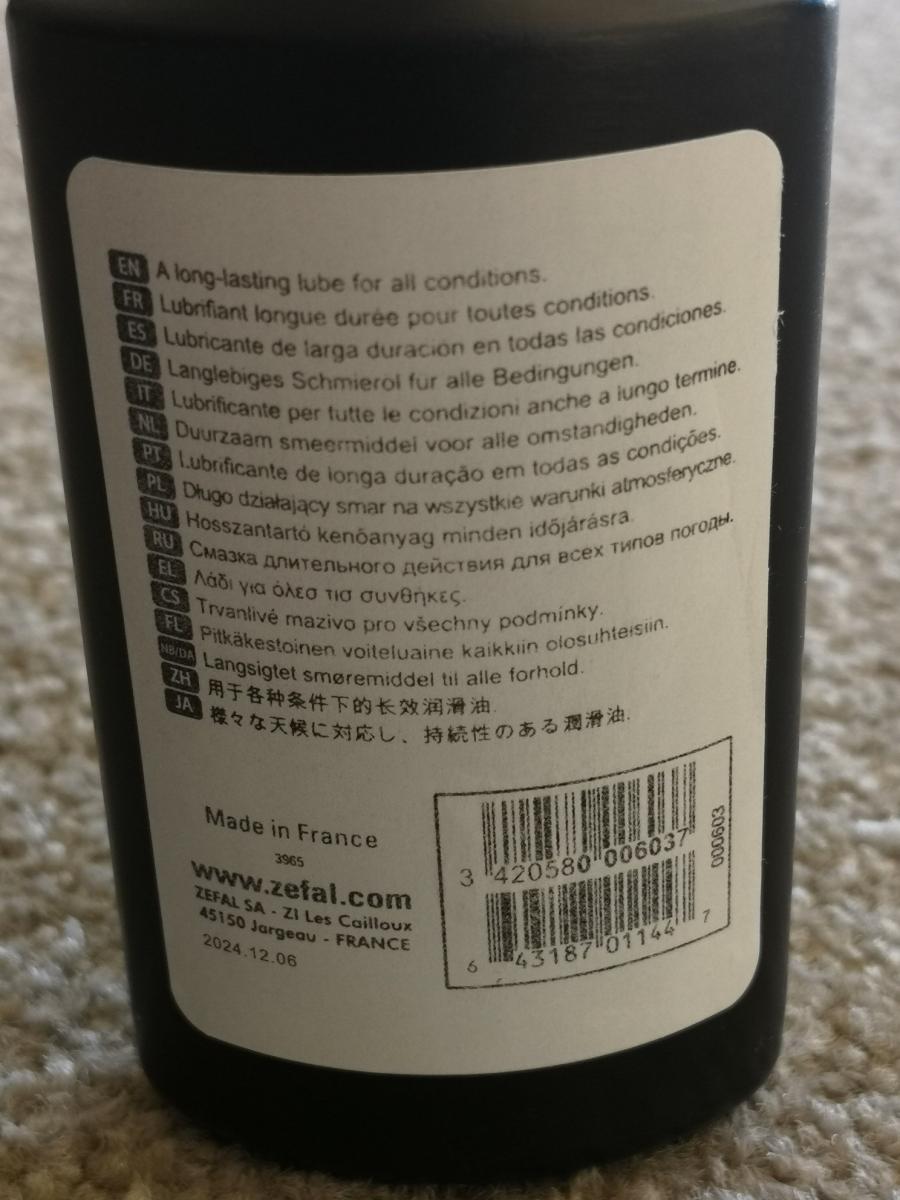 EN A long-lasting lube for all conditions.
FR Lubrifiant longue durée pour toutes conditions.
ES Lubricante de larga duración en todas las condiciones.
DE Langlebiges Schmieröl fur alle Bedingungen.
IT Lubrificante per tutte le condizioni anche a lungo termine.
NL Duurzaam smeermiddel voor alle omstandigheden.
PT Lubrificante de longa duração em todas as condições.
PL Długo działający smar na wszystkie warunki atmosferyczne.
HU Hosszantartó kenőanyag minden időjárásra.
RU Смазка длительного действия для всех типов погоды.
EL Λάδι για όλεσ τισ συνθήκες.
CS Trvanlivé mazivo pro všechny podmínky.
FL Pitkäkestoinen voiteluaine kaikkiin olosuhteisiin.
NB/DA Langsigtet smøremiddel til alle forhold.
ZH 用于各种条件下的长效润滑油.
JA 様々な天候に対応し、持続性のある潤滑油.
Made in France
3965
www.zefal.com
ZEFAL SA - ZI Les Cailloux
45150 Jargeau - FRANCE
2024.12.06
3 420580 006037
000603
6 43187 01144 7